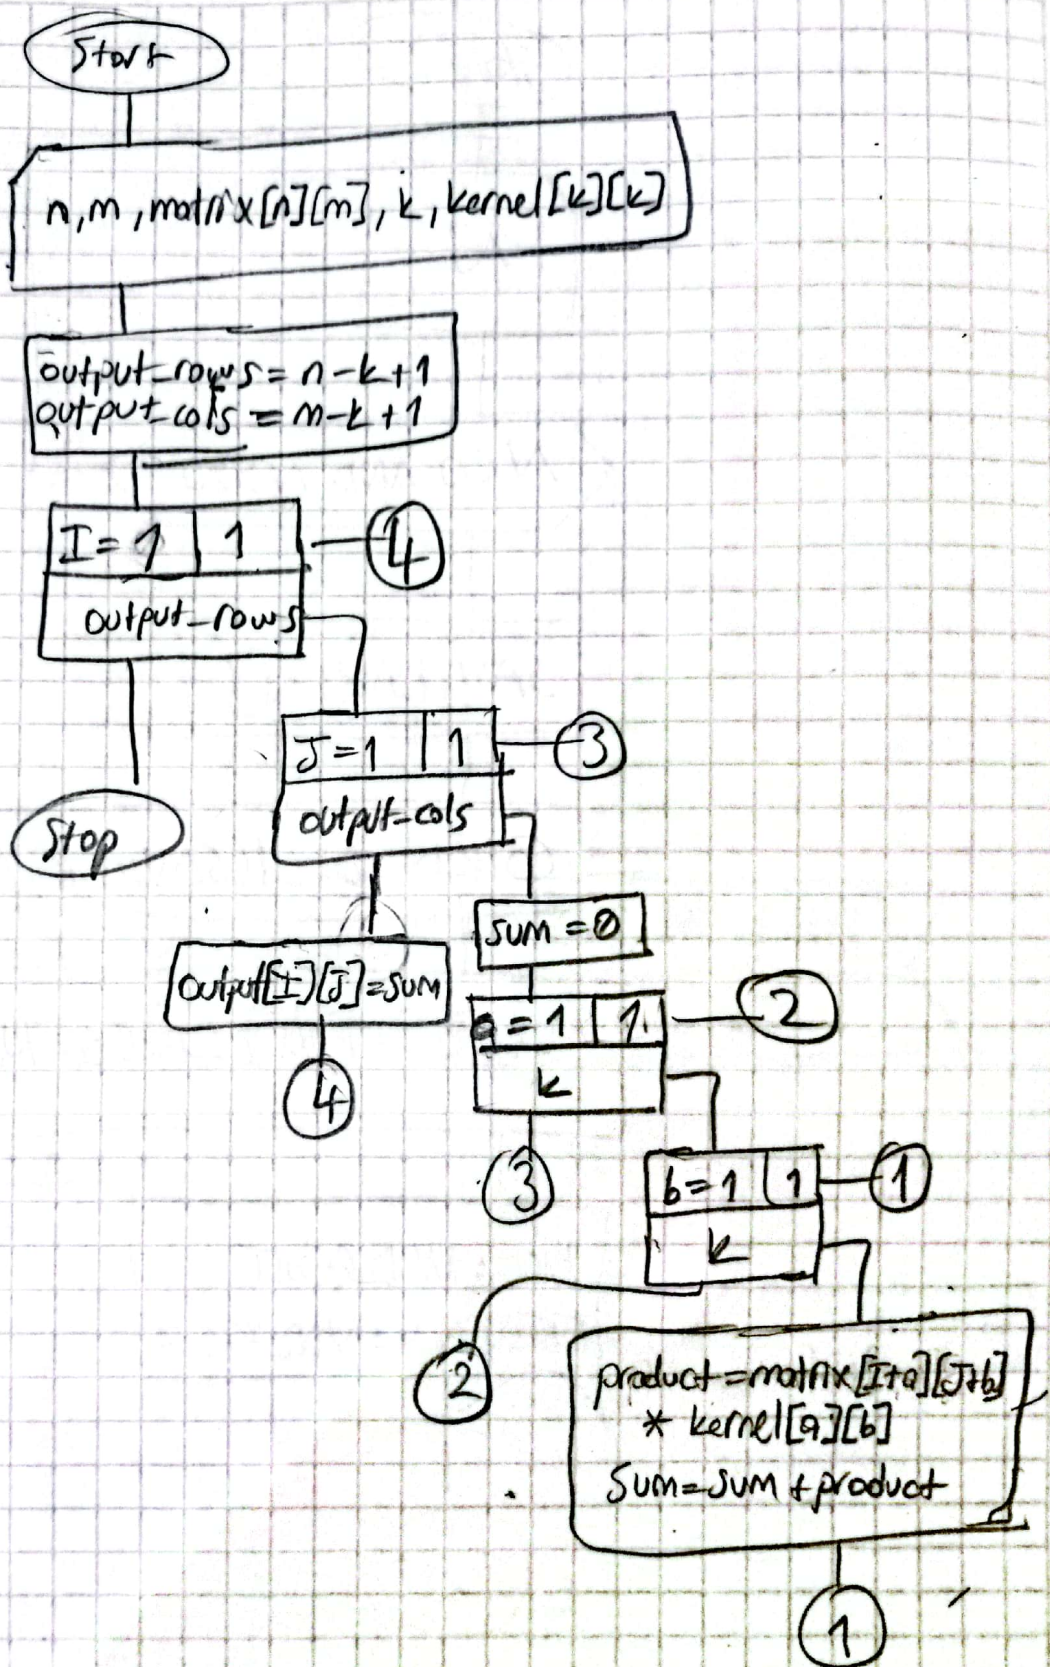 Start
n,m,matrix[n][m], k, kernel[k][k]
output_rows = n-k+1
output_cols = m-k+1
I=1 1
4
output_rows
J=1 1
3
output_cols
Stop
sum = 0
output[I][J]=sum
a=1 1
2
k
4
3
b=1 1
1
k
2
product=matrix[I+a][J+b]
* kernel[a][b]
Sum=sum+product
1